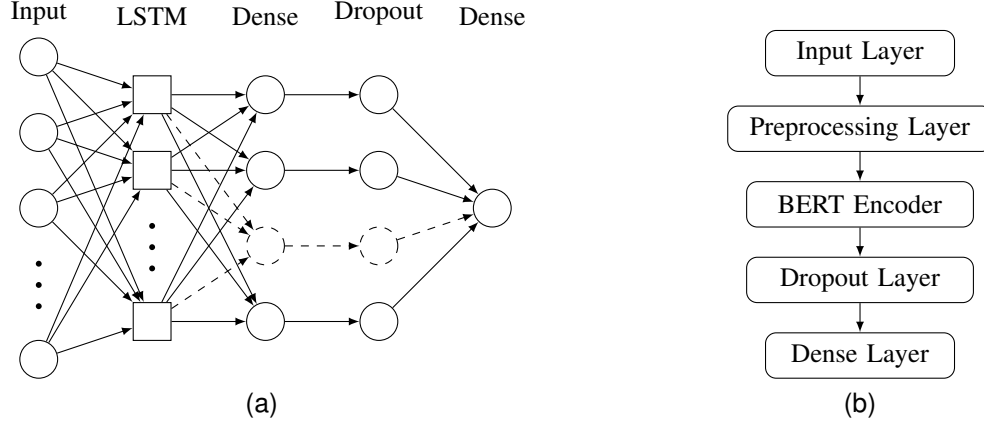 Input LSTM Dense Dropout Dense
(a)
Input Layer
Preprocessing Layer
BERT Encoder
Dropout Layer
Dense Layer
(b)